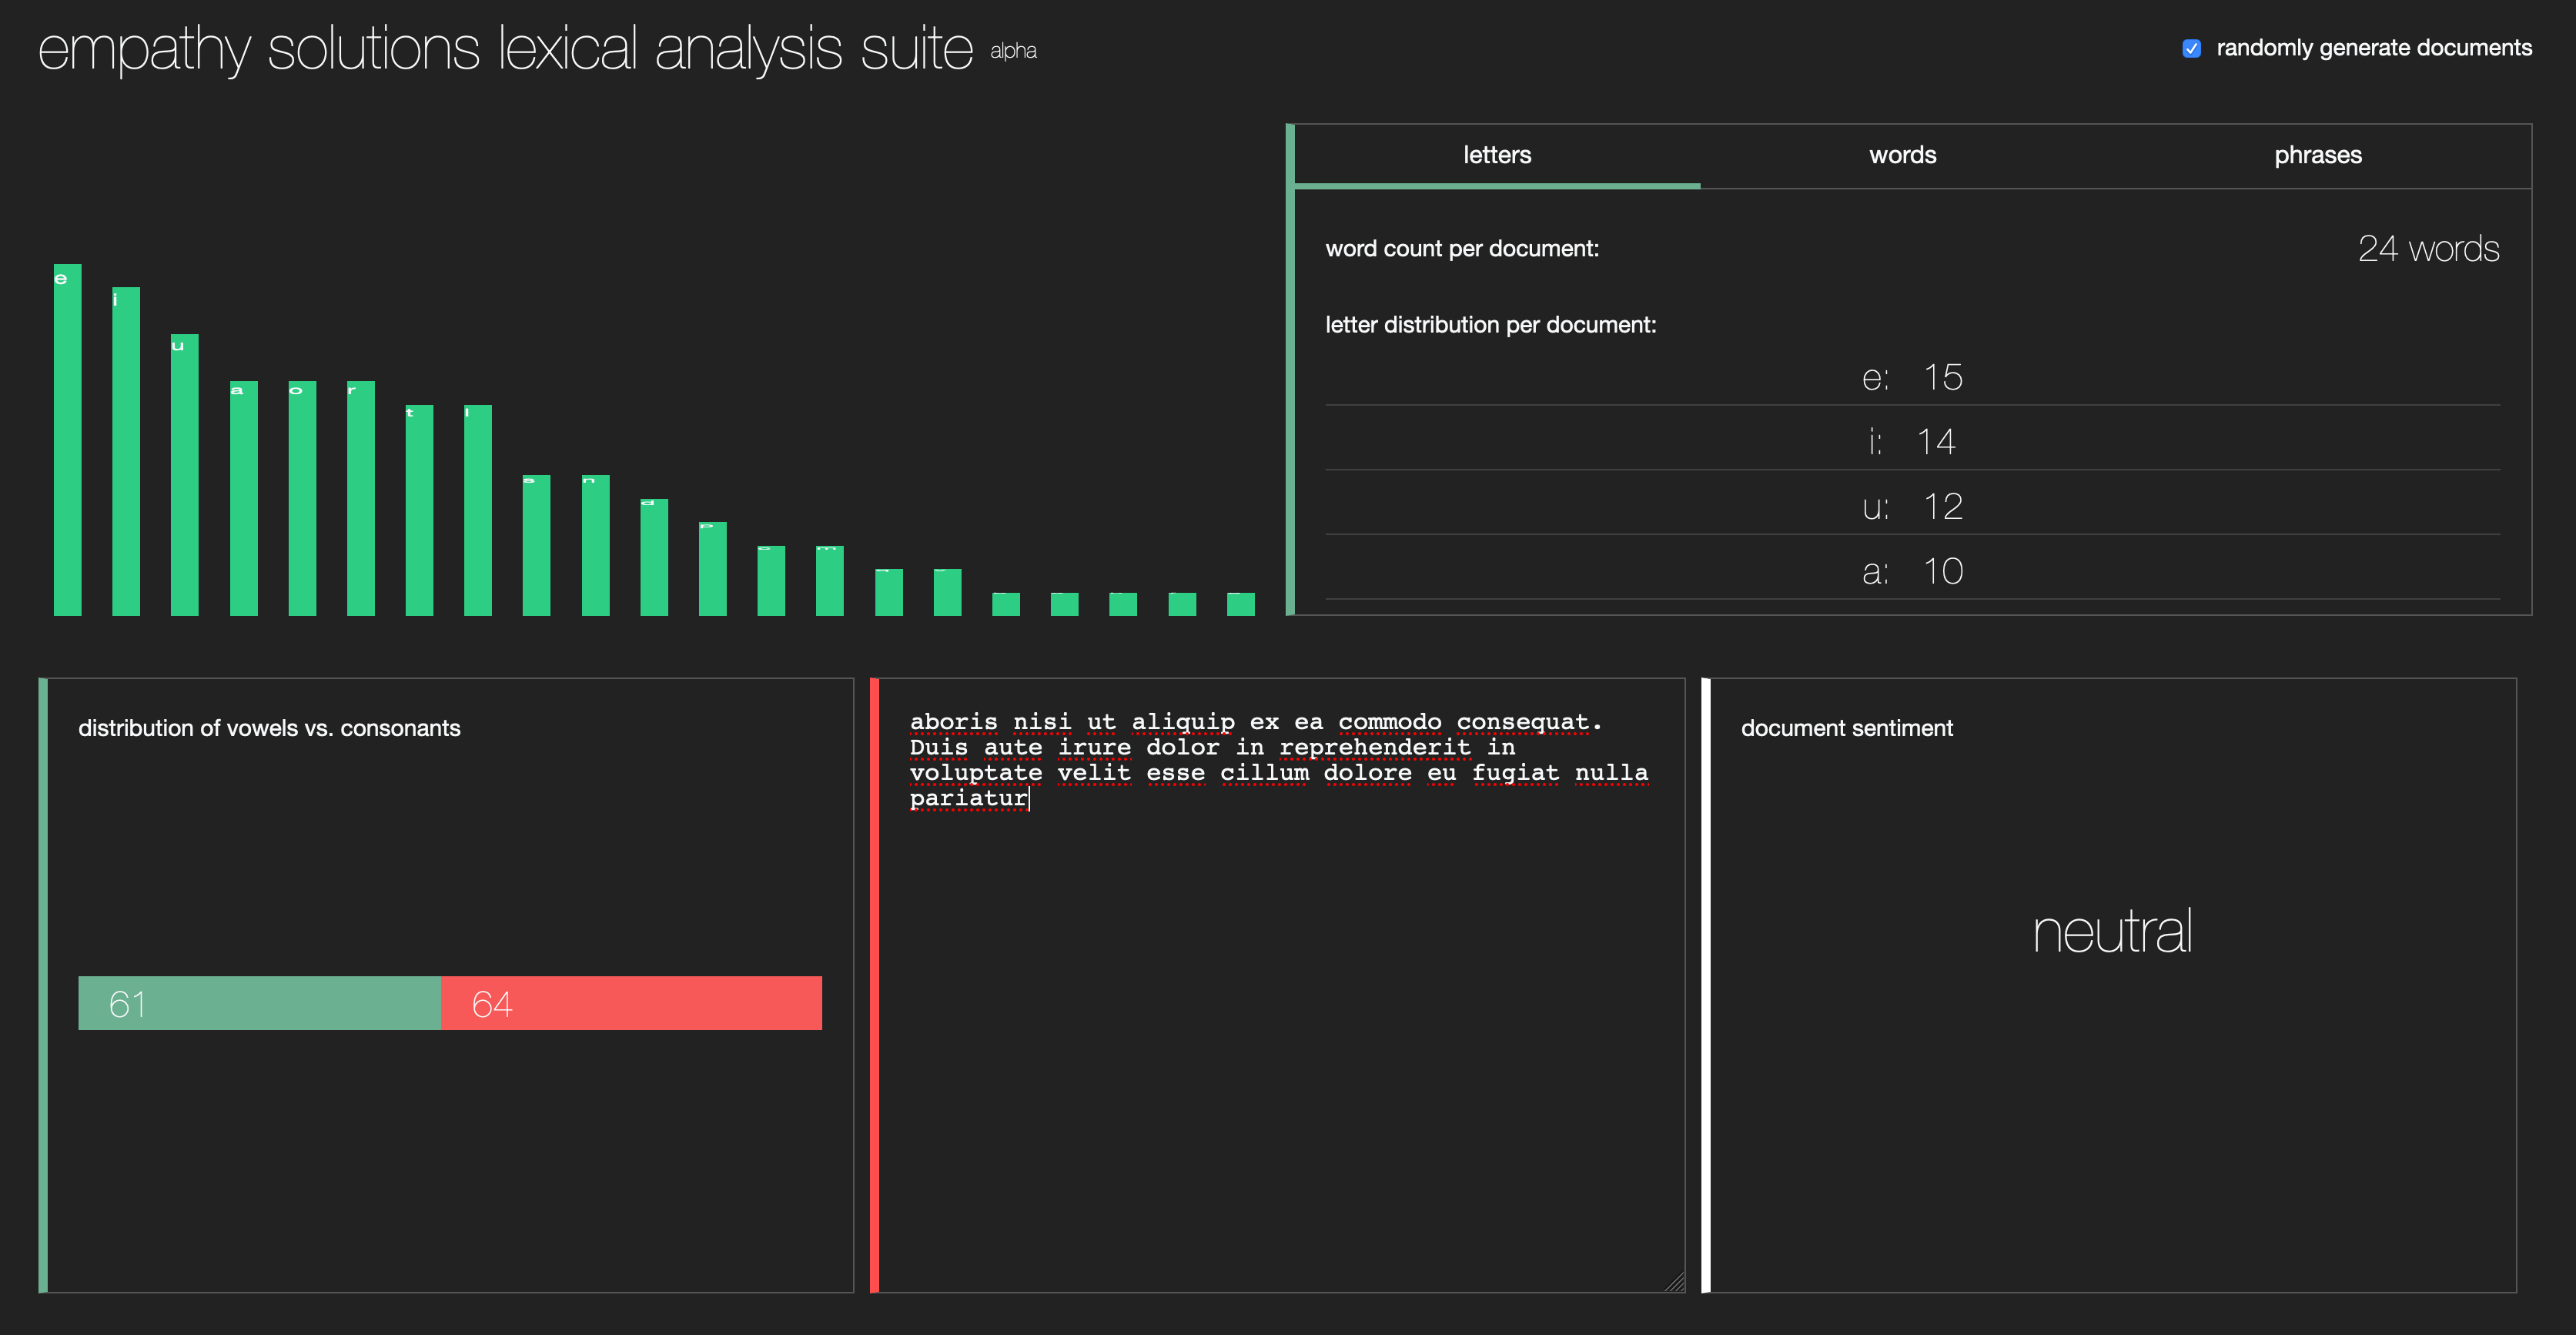 empathy solutions lexical analysis suite alpha
randomly generate documents
letters words phrases
word count per document: 24 words
letter distribution per document:
e: 15
i: 14
u: 12
a: 10
e
i
u
a
o
r
t
l
s
n
d
p
c
m
distribution of vowels vs. consonants
61 64
aboris nisi ut aliquip ex ea commodo consequat.
Duis aute irure dolor in reprehenderit in
voluptate velit esse cillum dolore eu fugiat nulla
pariatur
document sentiment
neutral